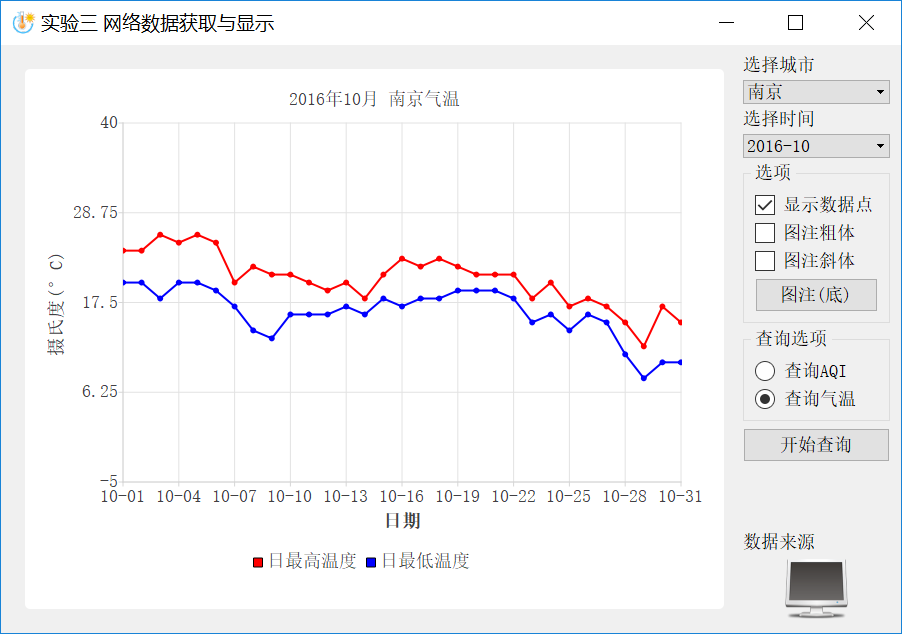 实验三 网络数据获取与显示
2016年10月 南京气温
40
28.75
17.5
6.25
-5
摄氏度(° C)
10-01 10-04 10-07 10-10 10-13 10-16 10-19 10-22 10-25 10-28 10-31
日期
日最高温度 日最低温度
选择城市
南京
选择时间
2016-10
选项
显示数据点
图注粗体
图注斜体
图注(底)
查询选项
查询AQI
查询气温
开始查询
数据来源